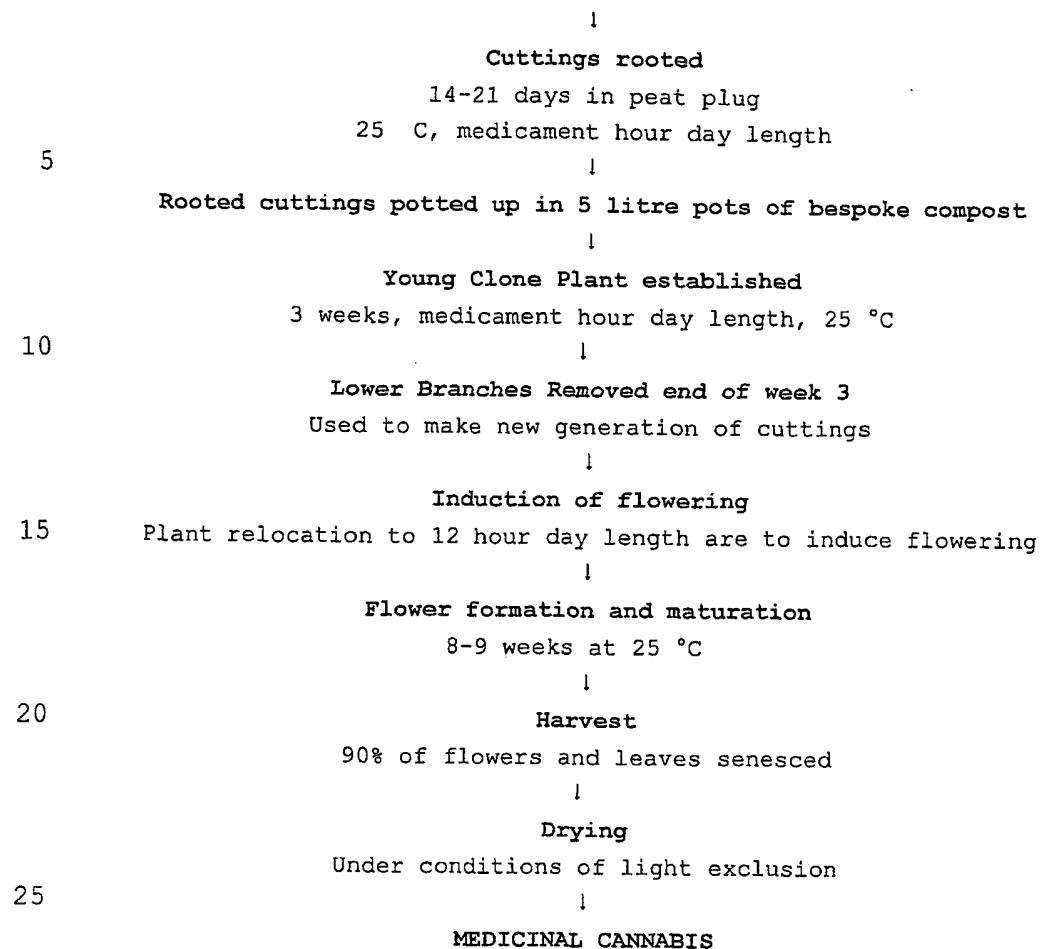 ↓
Cuttings rooted
14-21 days in peat plug
25 C, medicament hour day length
5
↓
Rooted cuttings potted up in 5 litre pots of bespoke compost
↓
Young Clone Plant established
3 weeks, medicament hour day length, 25 °C
10
↓
Lower Branches Removed end of week 3
Used to make new generation of cuttings
↓
Induction of flowering
15 Plant relocation to 12 hour day length are to induce flowering
↓
Flower formation and maturation
8-9 weeks at 25 °C
↓
20 Harvest
90% of flowers and leaves senesced
↓
Drying
Under conditions of light exclusion
25
↓
MEDICINAL CANNABIS